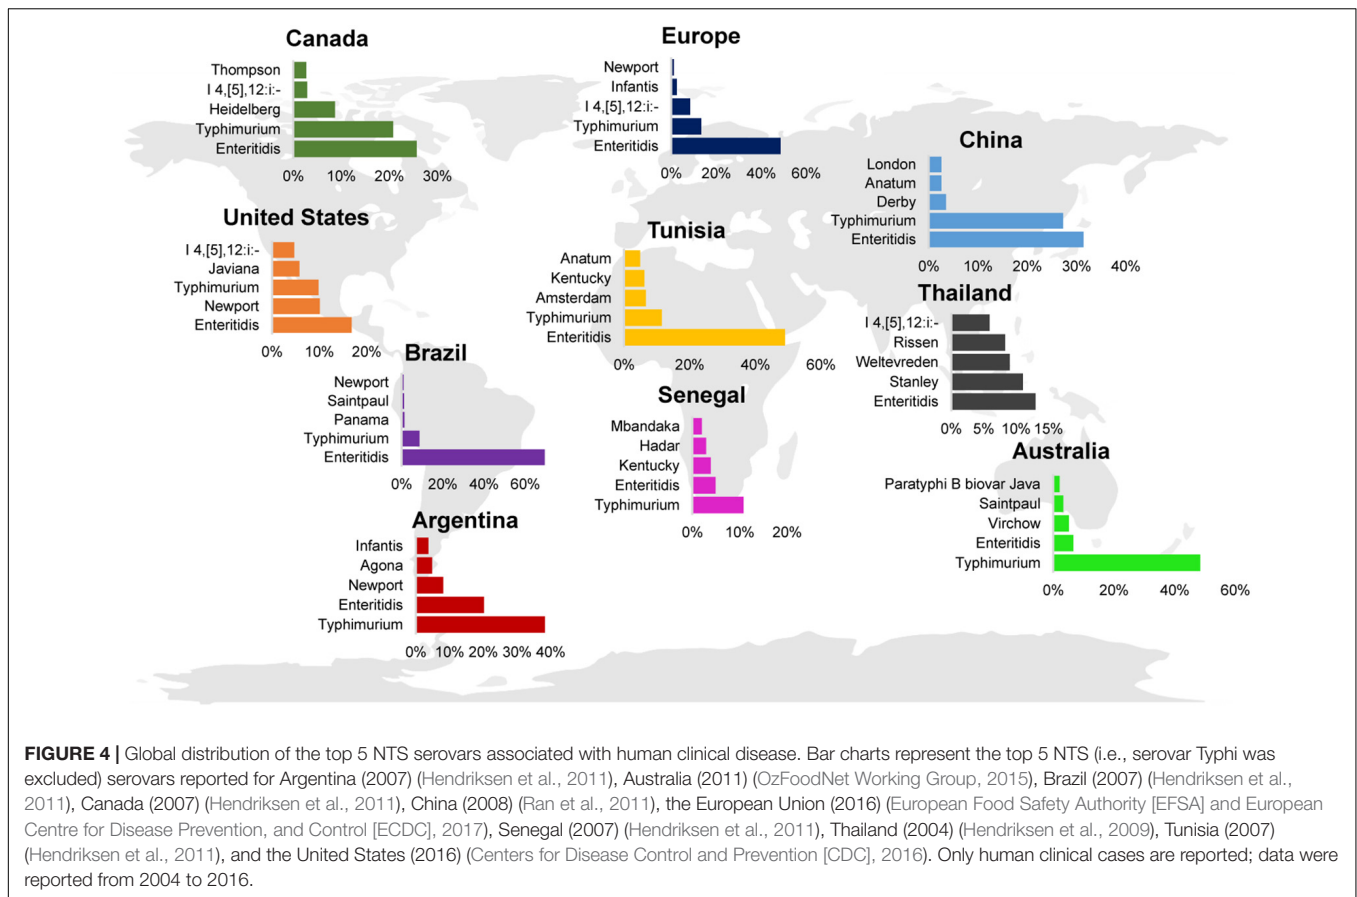 Canada
Thompson
I 4,[5],12:i:-
Heidelberg
Typhimurium
Enteritidis
0% 10% 20% 30%
Europe
Newport
Infantis
I 4,[5],12:i:-
Typhimurium
Enteritidis
0% 20% 40% 60%
China
London
Anatum
Derby
Typhimurium
Enteritidis
0% 10% 20% 30% 40%
United States
I 4,[5],12:i:-
Javiana
Typhimurium
Newport
Enteritidis
0% 10% 20%
Tunisia
Anatum
Kentucky
Amsterdam
Typhimurium
Enteritidis
0% 20% 40% 60%
Thailand
I 4,[5],12:i:-
Rissen
Weltevreden
Stanley
Enteritidis
0% 5% 10% 15%
Brazil
Newport
Saintpaul
Panama
Typhimurium
Enteritidis
0% 20% 40% 60%
Senegal
Mbandaka
Hadar
Kentucky
Enteritidis
Typhimurium
0% 10% 20%
Australia
Paratyphi B biovar Java
Saintpaul
Virchow
Enteritidis
Typhimurium
0% 20% 40% 60%
Argentina
Infantis
Agona
Newport
Enteritidis
Typhimurium
0% 10% 20% 30% 40%
FIGURE 4 | Global distribution of the top 5 NTS serovars associated with human clinical disease. Bar charts represent the top 5 NTS (i.e., serovar Typhi was
excluded) serovars reported for Argentina (2007) (Hendriksen et al., 2011), Australia (2011) (OzFoodNet Working Group, 2015), Brazil (2007) (Hendriksen et al.,
2011), Canada (2007) (Hendriksen et al., 2011), China (2008) (Ran et al., 2011), the European Union (2016) (European Food Safety Authority [EFSA] and European
Centre for Disease Prevention, and Control [ECDC], 2017), Senegal (2007) (Hendriksen et al., 2011), Thailand (2004) (Hendriksen et al., 2009), Tunisia (2007)
(Hendriksen et al., 2011), and the United States (2016) (Centers for Disease Control and Prevention [CDC], 2016). Only human clinical cases are reported; data were
reported from 2004 to 2016.